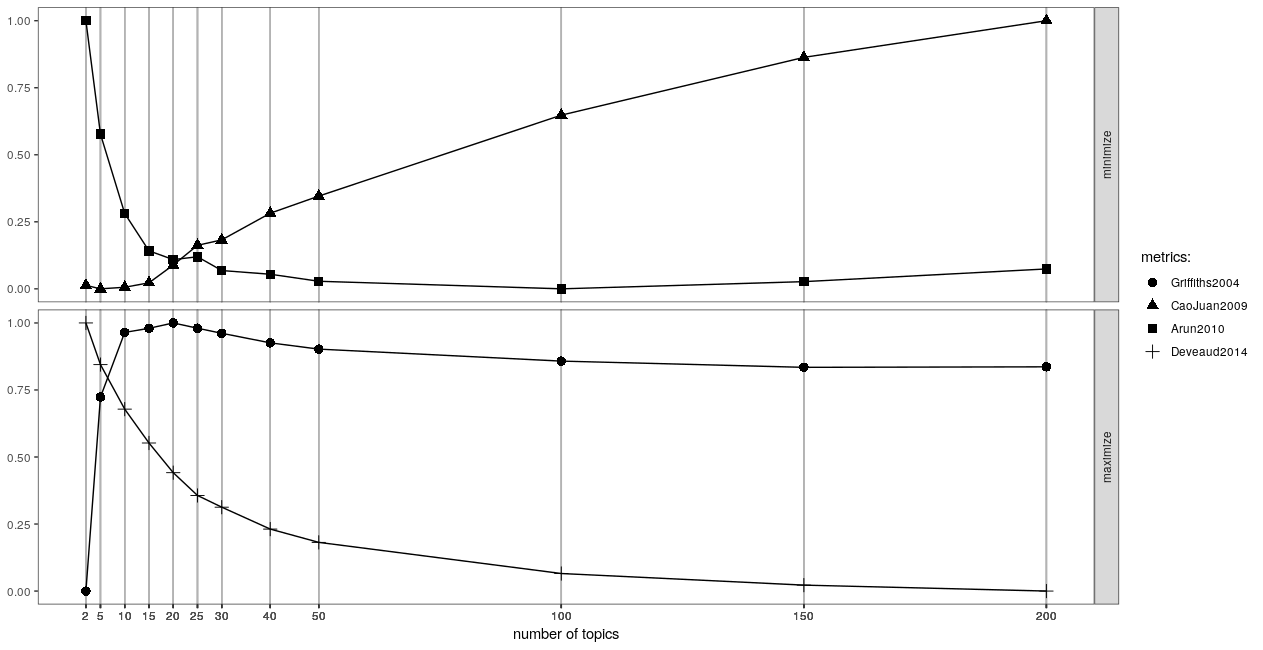 1.00
0.75
0.50
0.25
0.00
minimize
1.00
0.75
0.50
0.25
0.00
maximize
2 5 10 15 20 25 30 40 50 100 150 200
number of topics
metrics:
Griffiths2004
CaoJuan2009
Arun2010
Deveaud2014